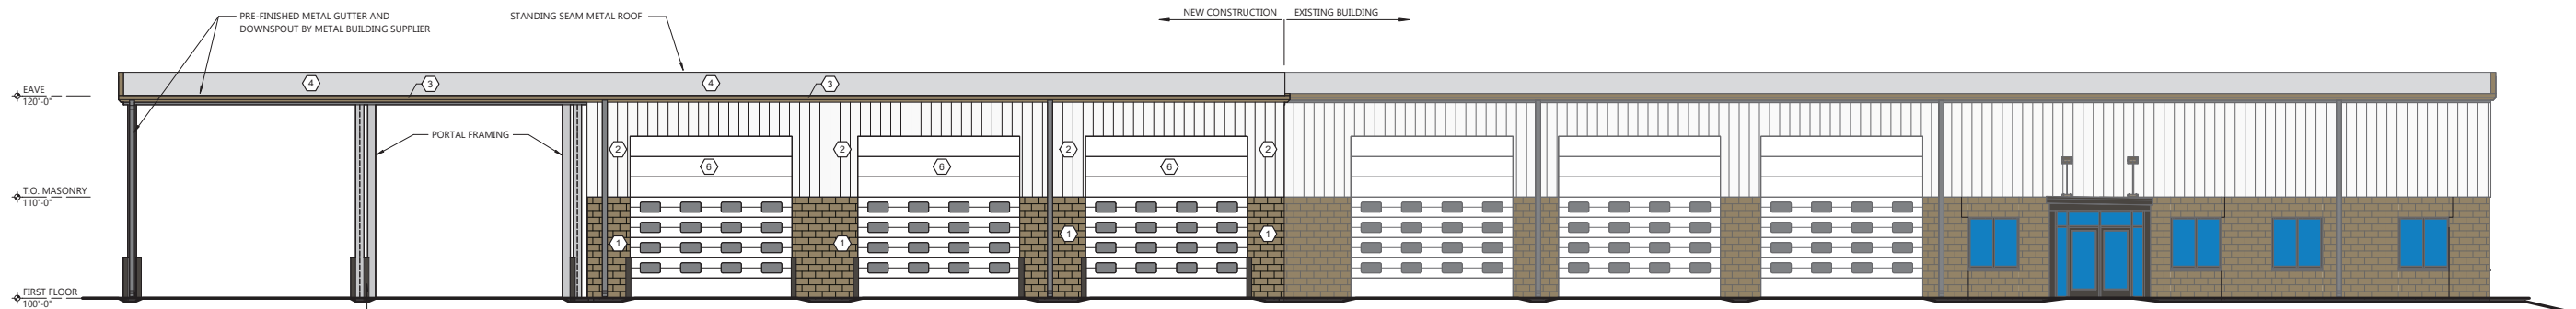 PRE-FINISHED METAL GUTTER AND
DOWNSPOUT BY METAL BUILDING SUPPLIER
STANDING SEAM METAL ROOF
NEW CONSTRUCTION
EXISTING BUILDING
4
3
4
3
EAVE
120'-0"
PORTAL FRAMING
2
2
2
2
6
6
6
T.O. MASONRY
110'-0"
1
1
1
1
FIRST FLOOR
100'-0"